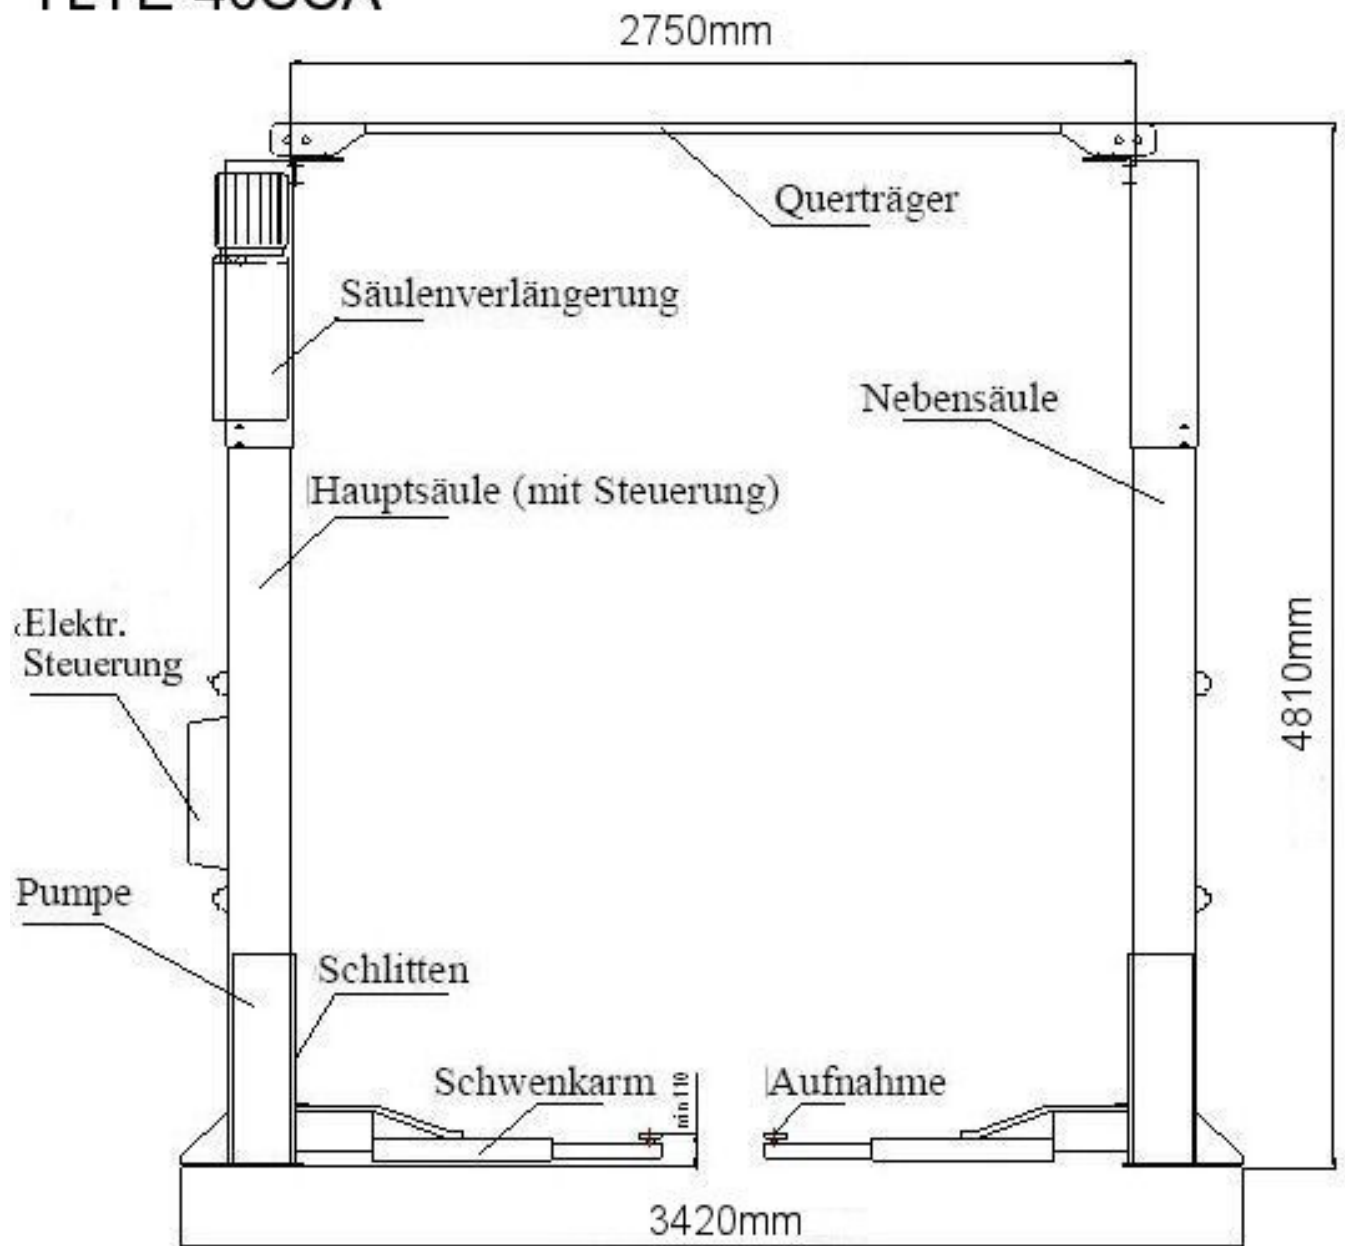 2750mm
Querträger
Säulenverlängerung
Nebensäule
Hauptsäule (mit Steuerung)
Elektr.
Steuerung
4810mm
Pumpe
Schlitten
Schwenkarm
min 110
Aufnahme
3420mm